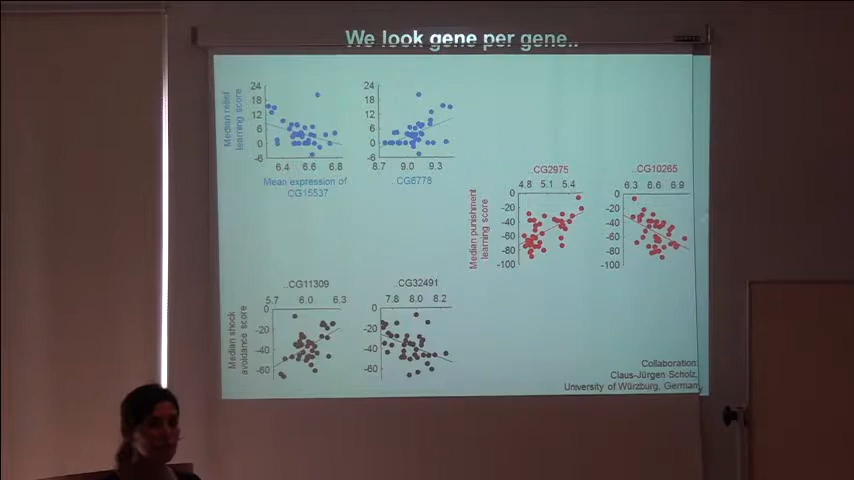 We look gene per gene..
24
18
12
6
0
-6
Median relief
learning score
6.4 6.6 6.8
Mean expression of
CG15537
24
18
12
6
0
-6
8.7 9.0 9.3
..CG6778
..CG2975
4.8 5.1 5.4
0
-20
-40
-60
-80
-100
Median punishment
learning score
..CG10265
6.3 6.6 6.9
0
-20
-40
-60
-80
-100
..CG11309
5.7 6.0 6.3
0
-20
-40
-60
Median shock
avoidance score
..CG32491
7.8 8.0 8.2
0
-20
-40
-60
Collaboration:
Claus-Jürgen Scholz,
University of Würzburg, Germany